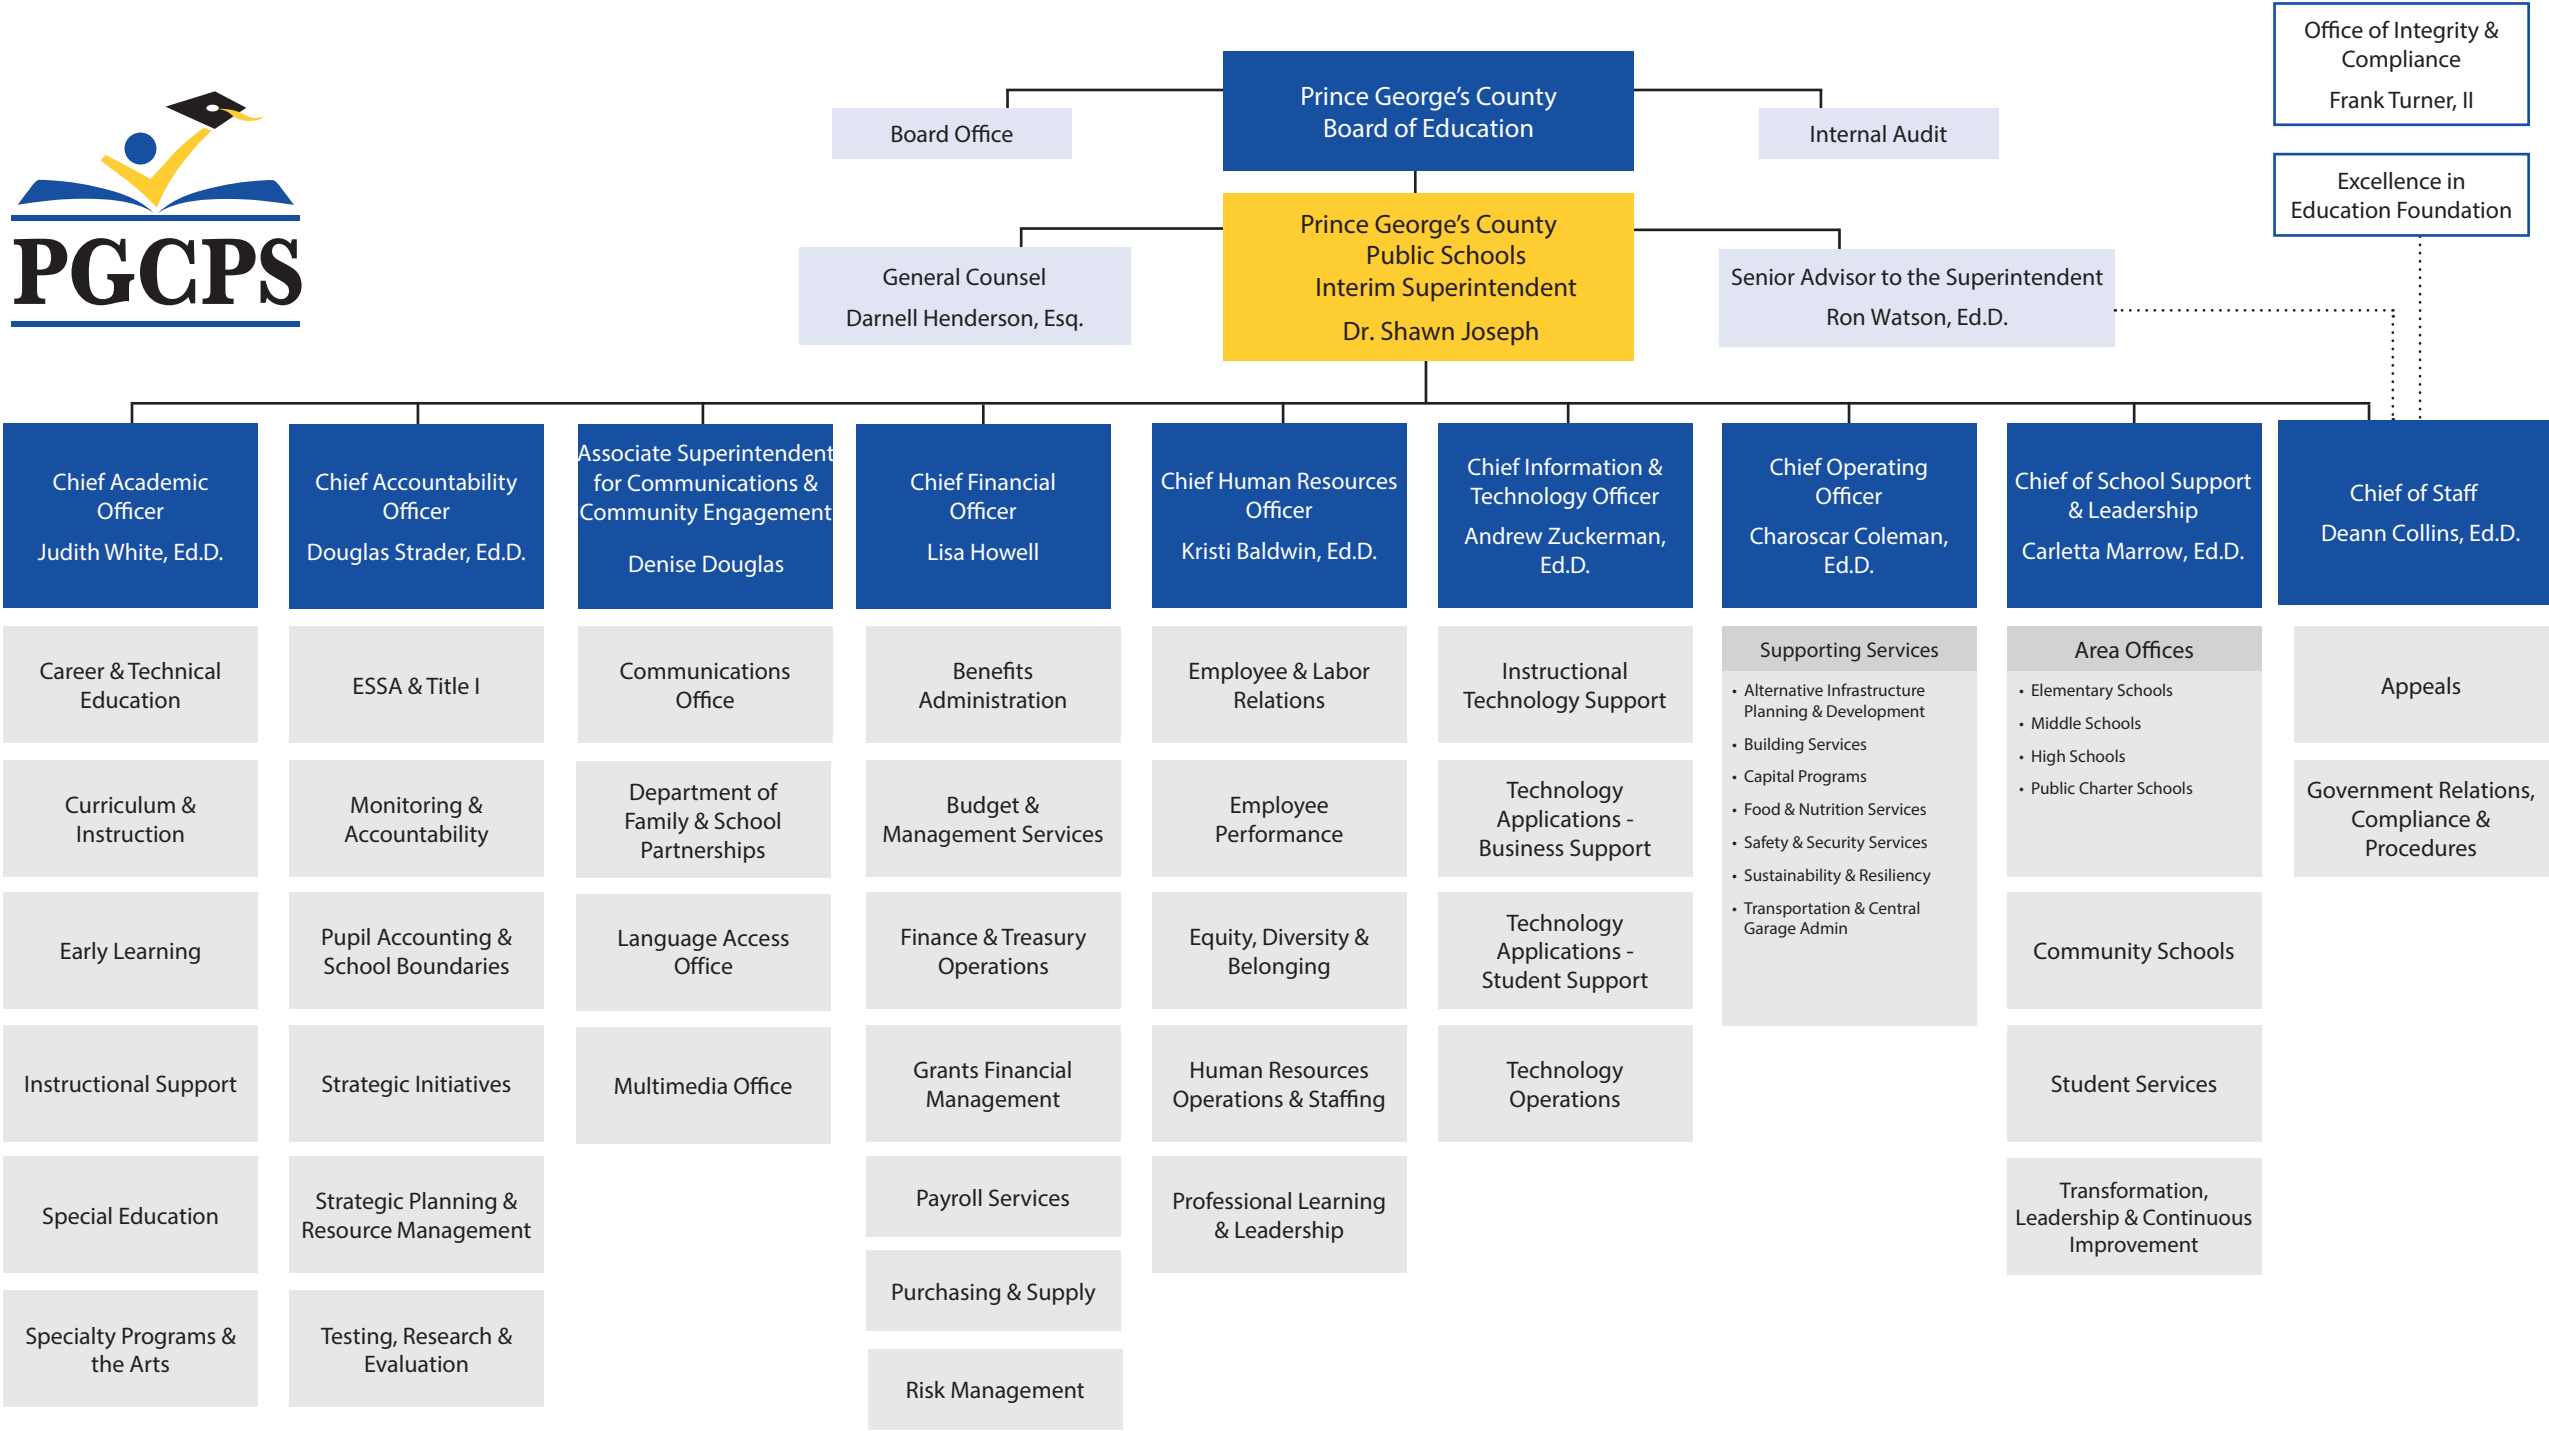 PGCPS
Prince George’s County
Board of Education
Board Office
Internal Audit
Office of Integrity &
Compliance
Frank Turner, II
Excellence in
Education Foundation
Prince George’s County
Public Schools
Interim Superintendent
Dr. Shawn Joseph
General Counsel
Darnell Henderson, Esq.
Senior Advisor to the Superintendent
Ron Watson, Ed.D.
Chief Academic
Officer
Judith White, Ed.D.
Career & Technical
Education
Curriculum &
Instruction
Early Learning
Instructional Support
Special Education
Specialty Programs &
the Arts
Chief Accountability
Officer
Douglas Strader, Ed.D.
ESSA & Title I
Monitoring &
Accountability
Pupil Accounting &
School Boundaries
Strategic Initiatives
Strategic Planning &
Resource Management
Testing, Research &
Evaluation
Associate Superintendent
for Communications &
Community Engagement
Denise Douglas
Communications
Office
Department of
Family & School
Partnerships
Language Access
Office
Multimedia Office
Chief Financial
Officer
Lisa Howell
Benefits
Administration
Budget &
Management Services
Finance & Treasury
Operations
Grants Financial
Management
Payroll Services
Purchasing & Supply
Risk Management
Chief Human Resources
Officer
Kristi Baldwin, Ed.D.
Employee & Labor
Relations
Employee
Performance
Equity, Diversity &
Belonging
Human Resources
Operations & Staffing
Professional Learning
& Leadership
Chief Information &
Technology Officer
Andrew Zuckerman,
Ed.D.
Instructional
Technology Support
Technology
Applications -
Business Support
Technology
Applications -
Student Support
Technology
Operations
Chief Operating
Officer
Charoscar Coleman,
Ed.D.
Supporting Services
• Alternative Infrastructure
Planning & Development
• Building Services
• Capital Programs
• Food & Nutrition Services
• Safety & Security Services
• Sustainability & Resiliency
• Transportation & Central
Garage Admin
Chief of School Support
& Leadership
Carletta Marrow, Ed.D.
Area Offices
• Elementary Schools
• Middle Schools
• High Schools
• Public Charter Schools
Community Schools
Student Services
Transformation,
Leadership & Continuous
Improvement
Chief of Staff
Deann Collins, Ed.D.
Appeals
Government Relations,
Compliance &
Procedures